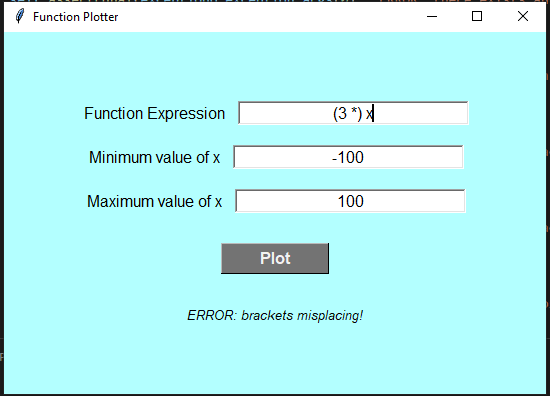 Function Plotter
Function Expression (3 *) x
Minimum value of x -100
Maximum value of x 100
Plot
ERROR: brackets misplacing!